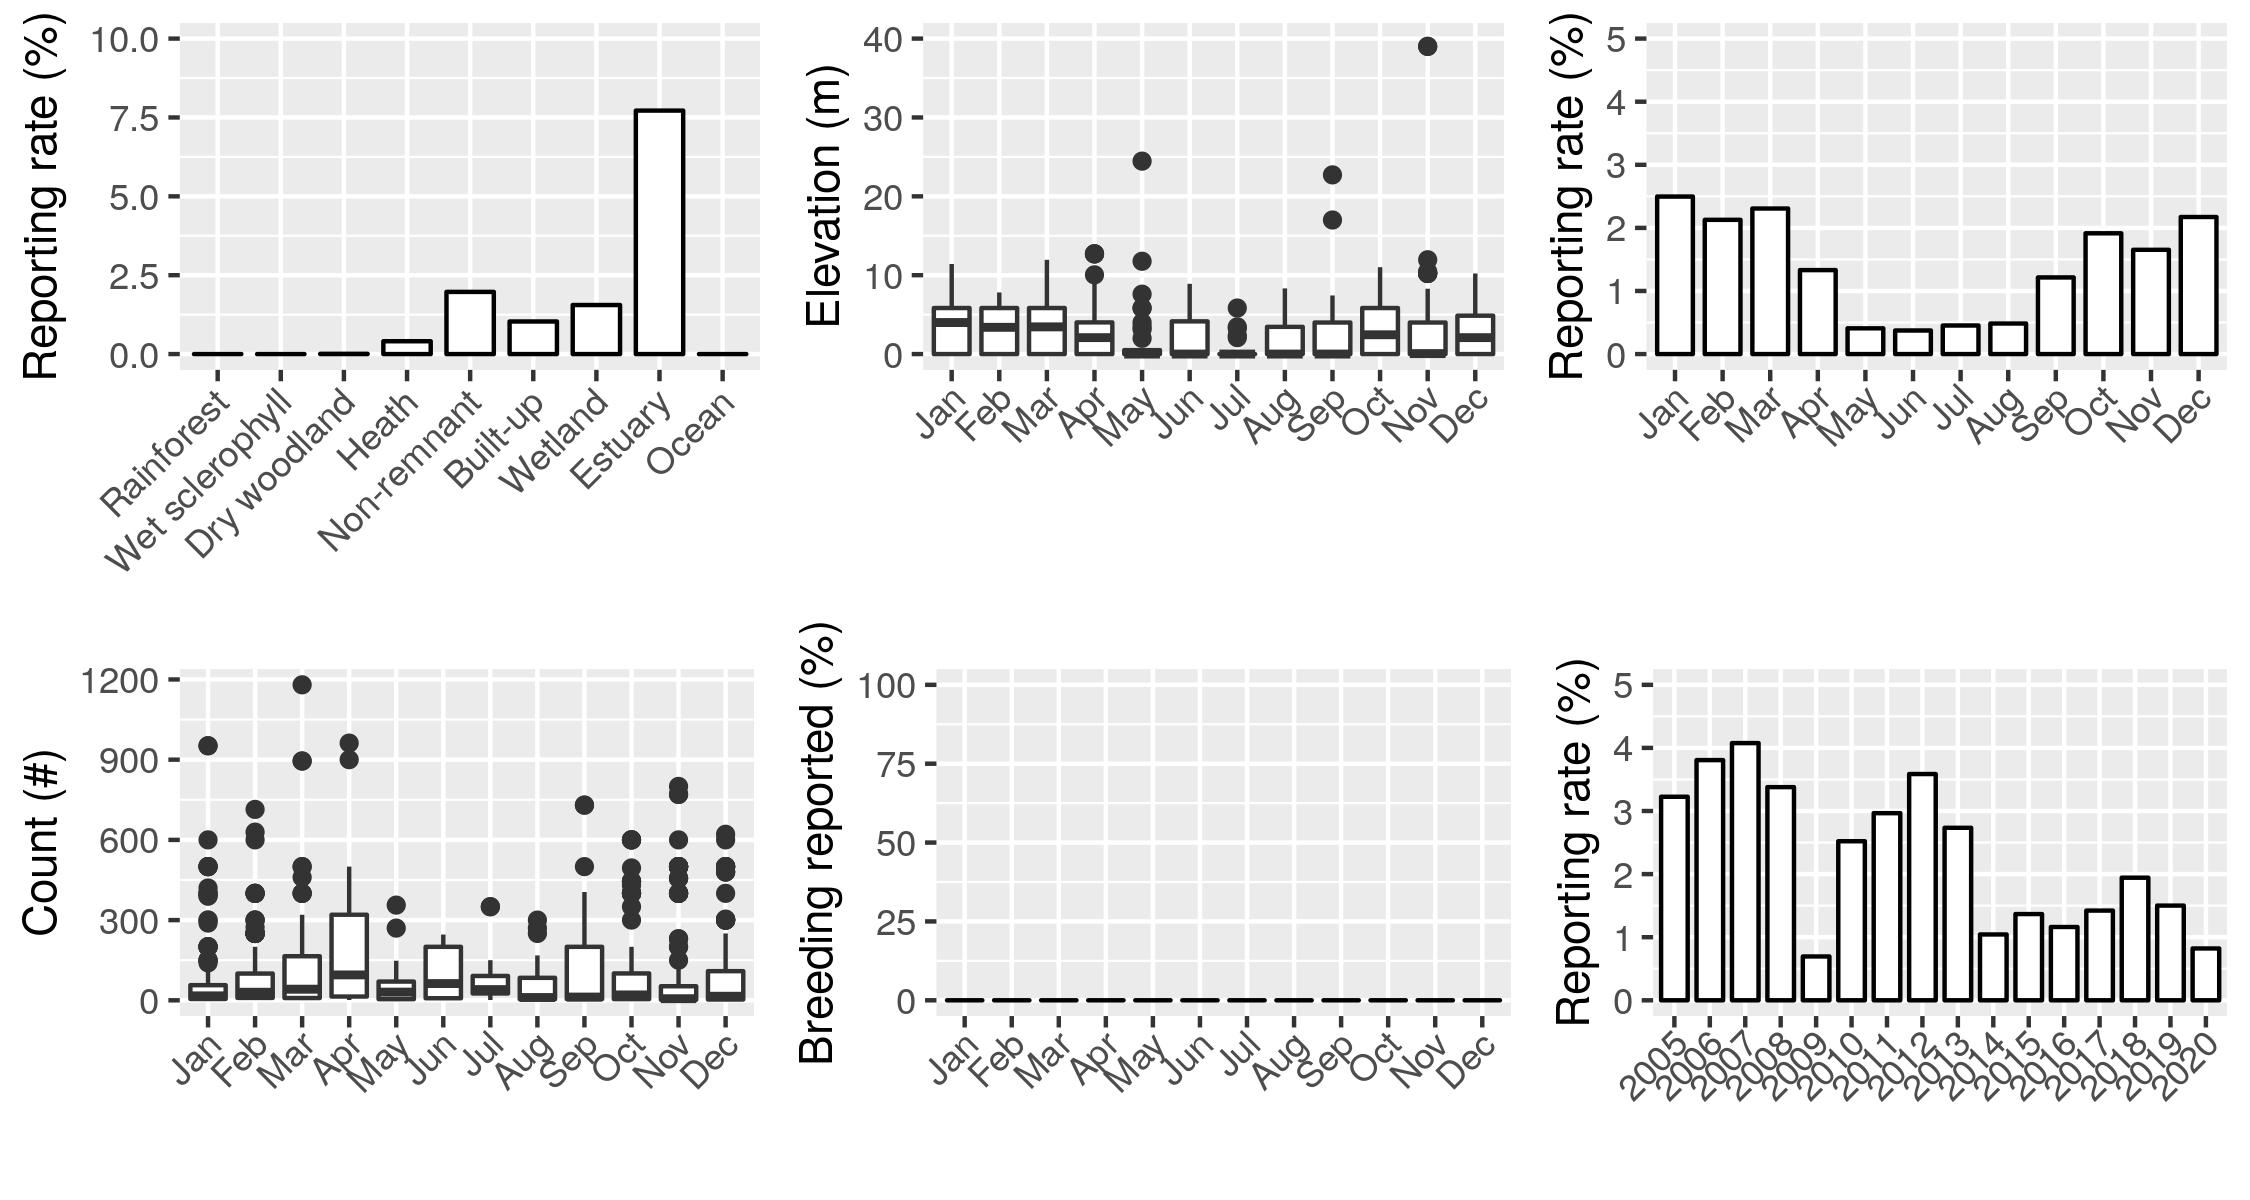 Reporting rate (%)
10.0
7.5
5.0
2.5
0.0
Rainforest
Wet sclerophyll
Dry woodland
Heath
Non-remnant
Built-up
Wetland
Estuary
Ocean
Elevation (m)
40
30
20
10
0
Jan
Feb
Mar
Apr
May
Jun
Jul
Aug
Sep
Oct
Nov
Dec
Reporting rate (%)
5
4
3
2
1
0
Jan
Feb
Mar
Apr
May
Jun
Jul
Aug
Sep
Oct
Nov
Dec
Count (#)
1200
900
600
300
0
Jan
Feb
Mar
Apr
May
Jun
Jul
Aug
Sep
Oct
Nov
Dec
Breeding reported (%)
100
75
50
25
0
Jan
Feb
Mar
Apr
May
Jun
Jul
Aug
Sep
Oct
Nov
Dec
Reporting rate (%)
5
4
3
2
1
0
2005
2006
2007
2008
2009
2010
2011
2012
2013
2014
2015
2016
2017
2018
2019
2020